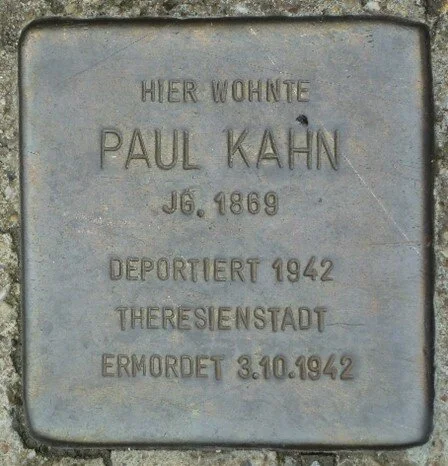 HIER WOHNTE
PAUL KAHN
JG. 1869
DEPORTIERT 1942
THERESIENSTADT
ERMORDET 3.10.1942